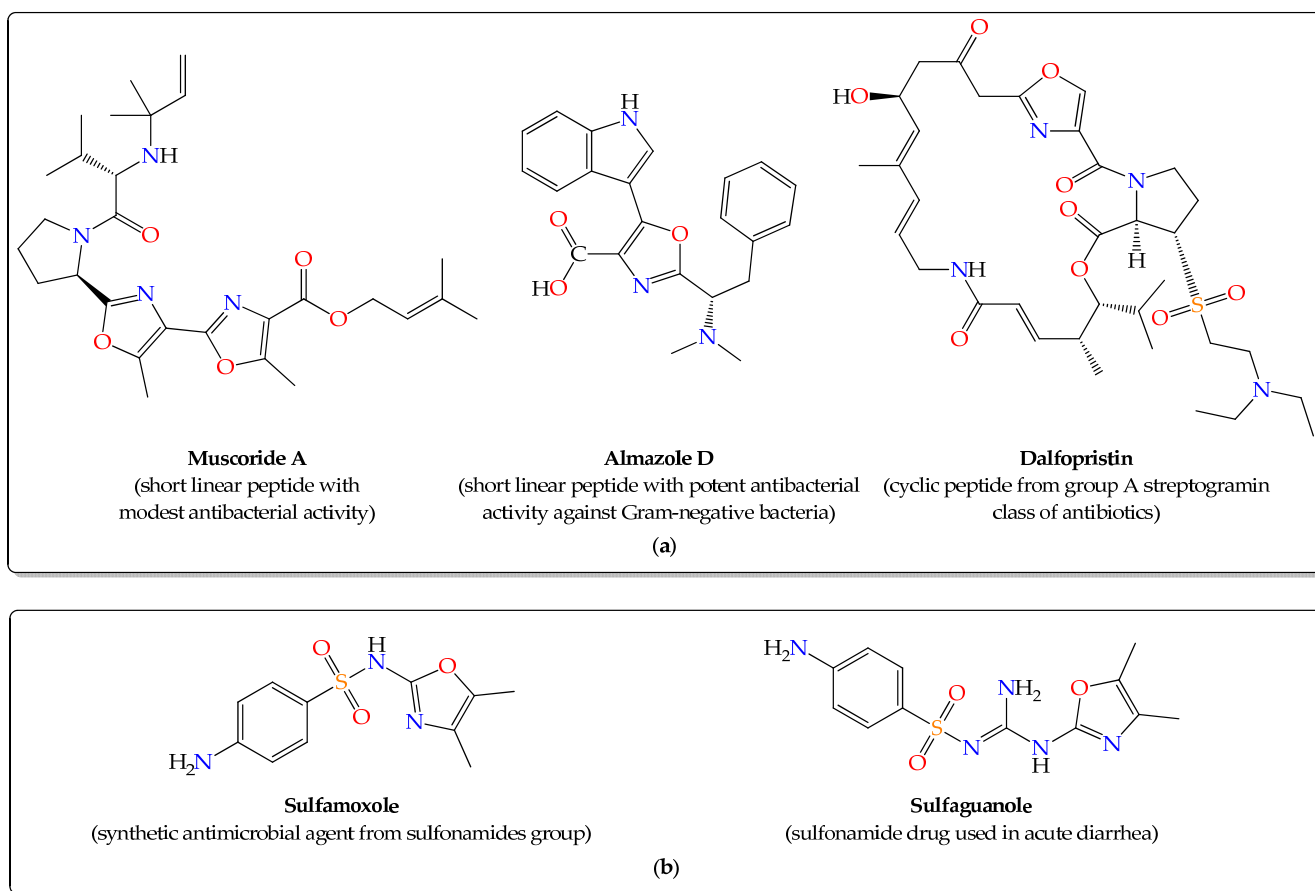 Muscoride A
(short linear peptide with
modest antibacterial activity)
Almazole D
(short linear peptide with potent antibacterial
activity against Gram-negative bacteria)
Dalfopristin
(cyclic peptide from group A streptogramin
class of antibiotics)
(a)
Sulfamoxole
(synthetic antimicrobial agent from sulfonamides group)
Sulfaguanole
(sulfonamide drug used in acute diarrhea)
(b)